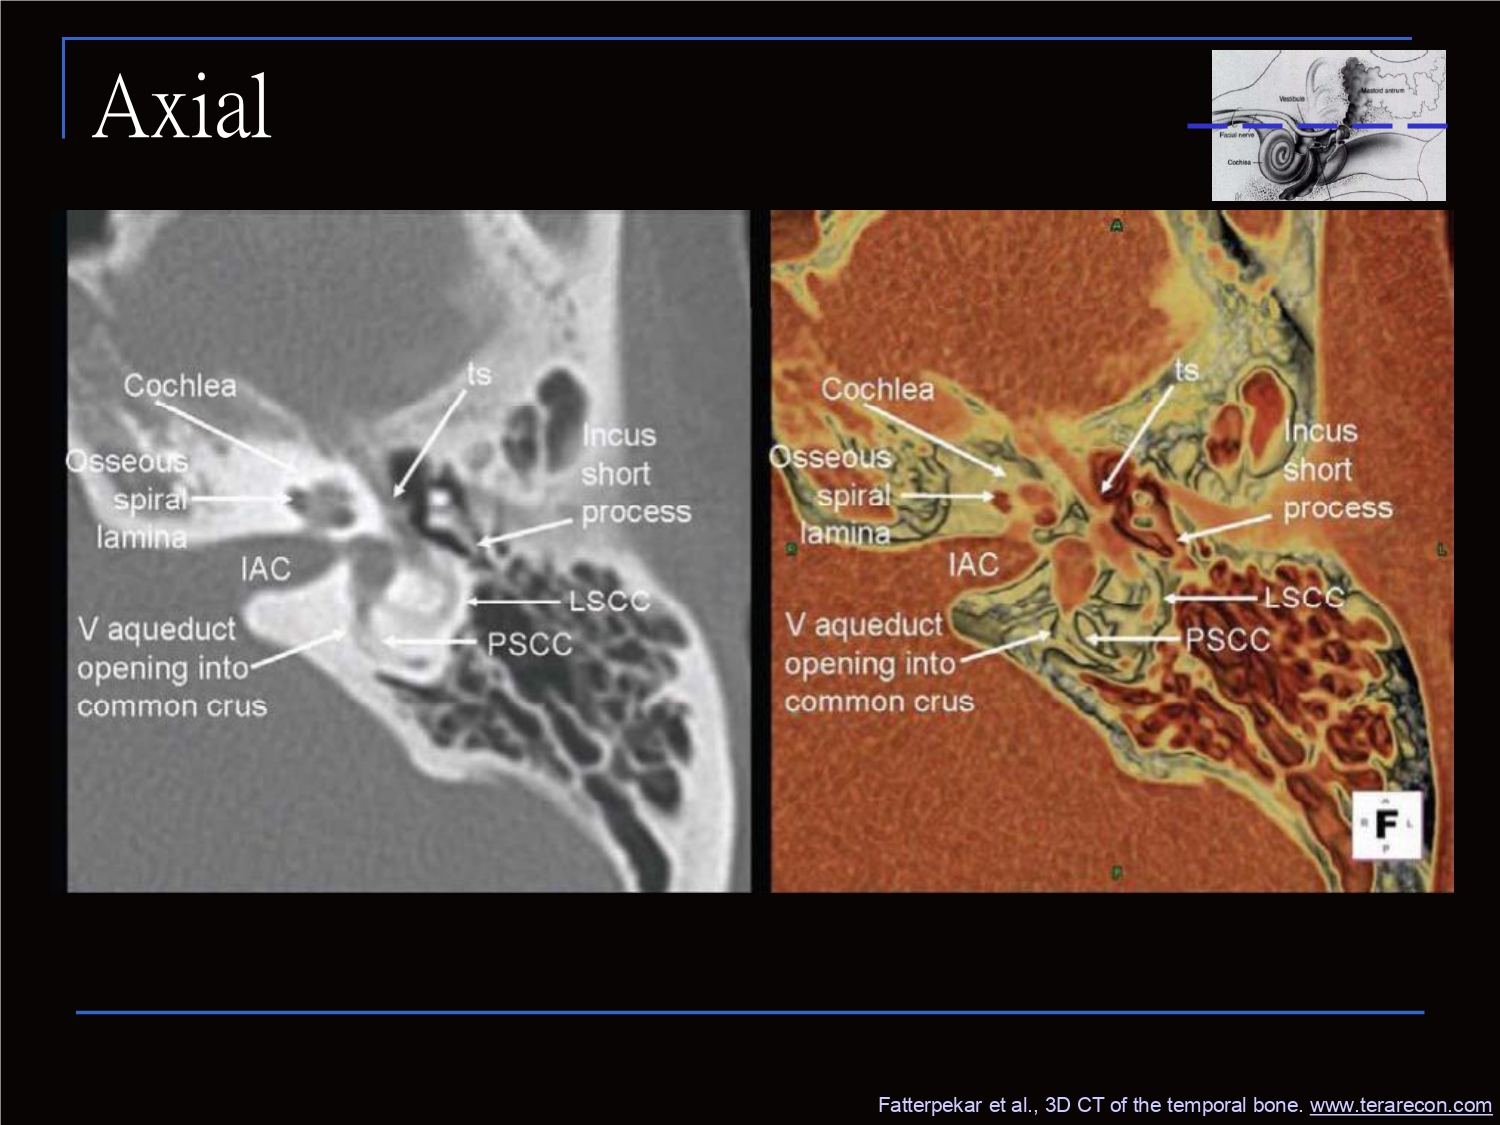 Axial
Vestibule
Mastoid antrum
Facial nerve
Cochlea
Cochlea
ts
Osseous
spiral
lamina
Incus
short
process
IAC
LSCC
V aqueduct
opening into
common crus
PSCC
A
Cochlea
ts
Osseous
spiral
lamina
Incus
short
process
R
L
IAC
LSCC
V aqueduct
opening into
common crus
PSCC
A
R F L
P
P
Fatterpekar et al., 3D CT of the temporal bone. www.terarecon.com